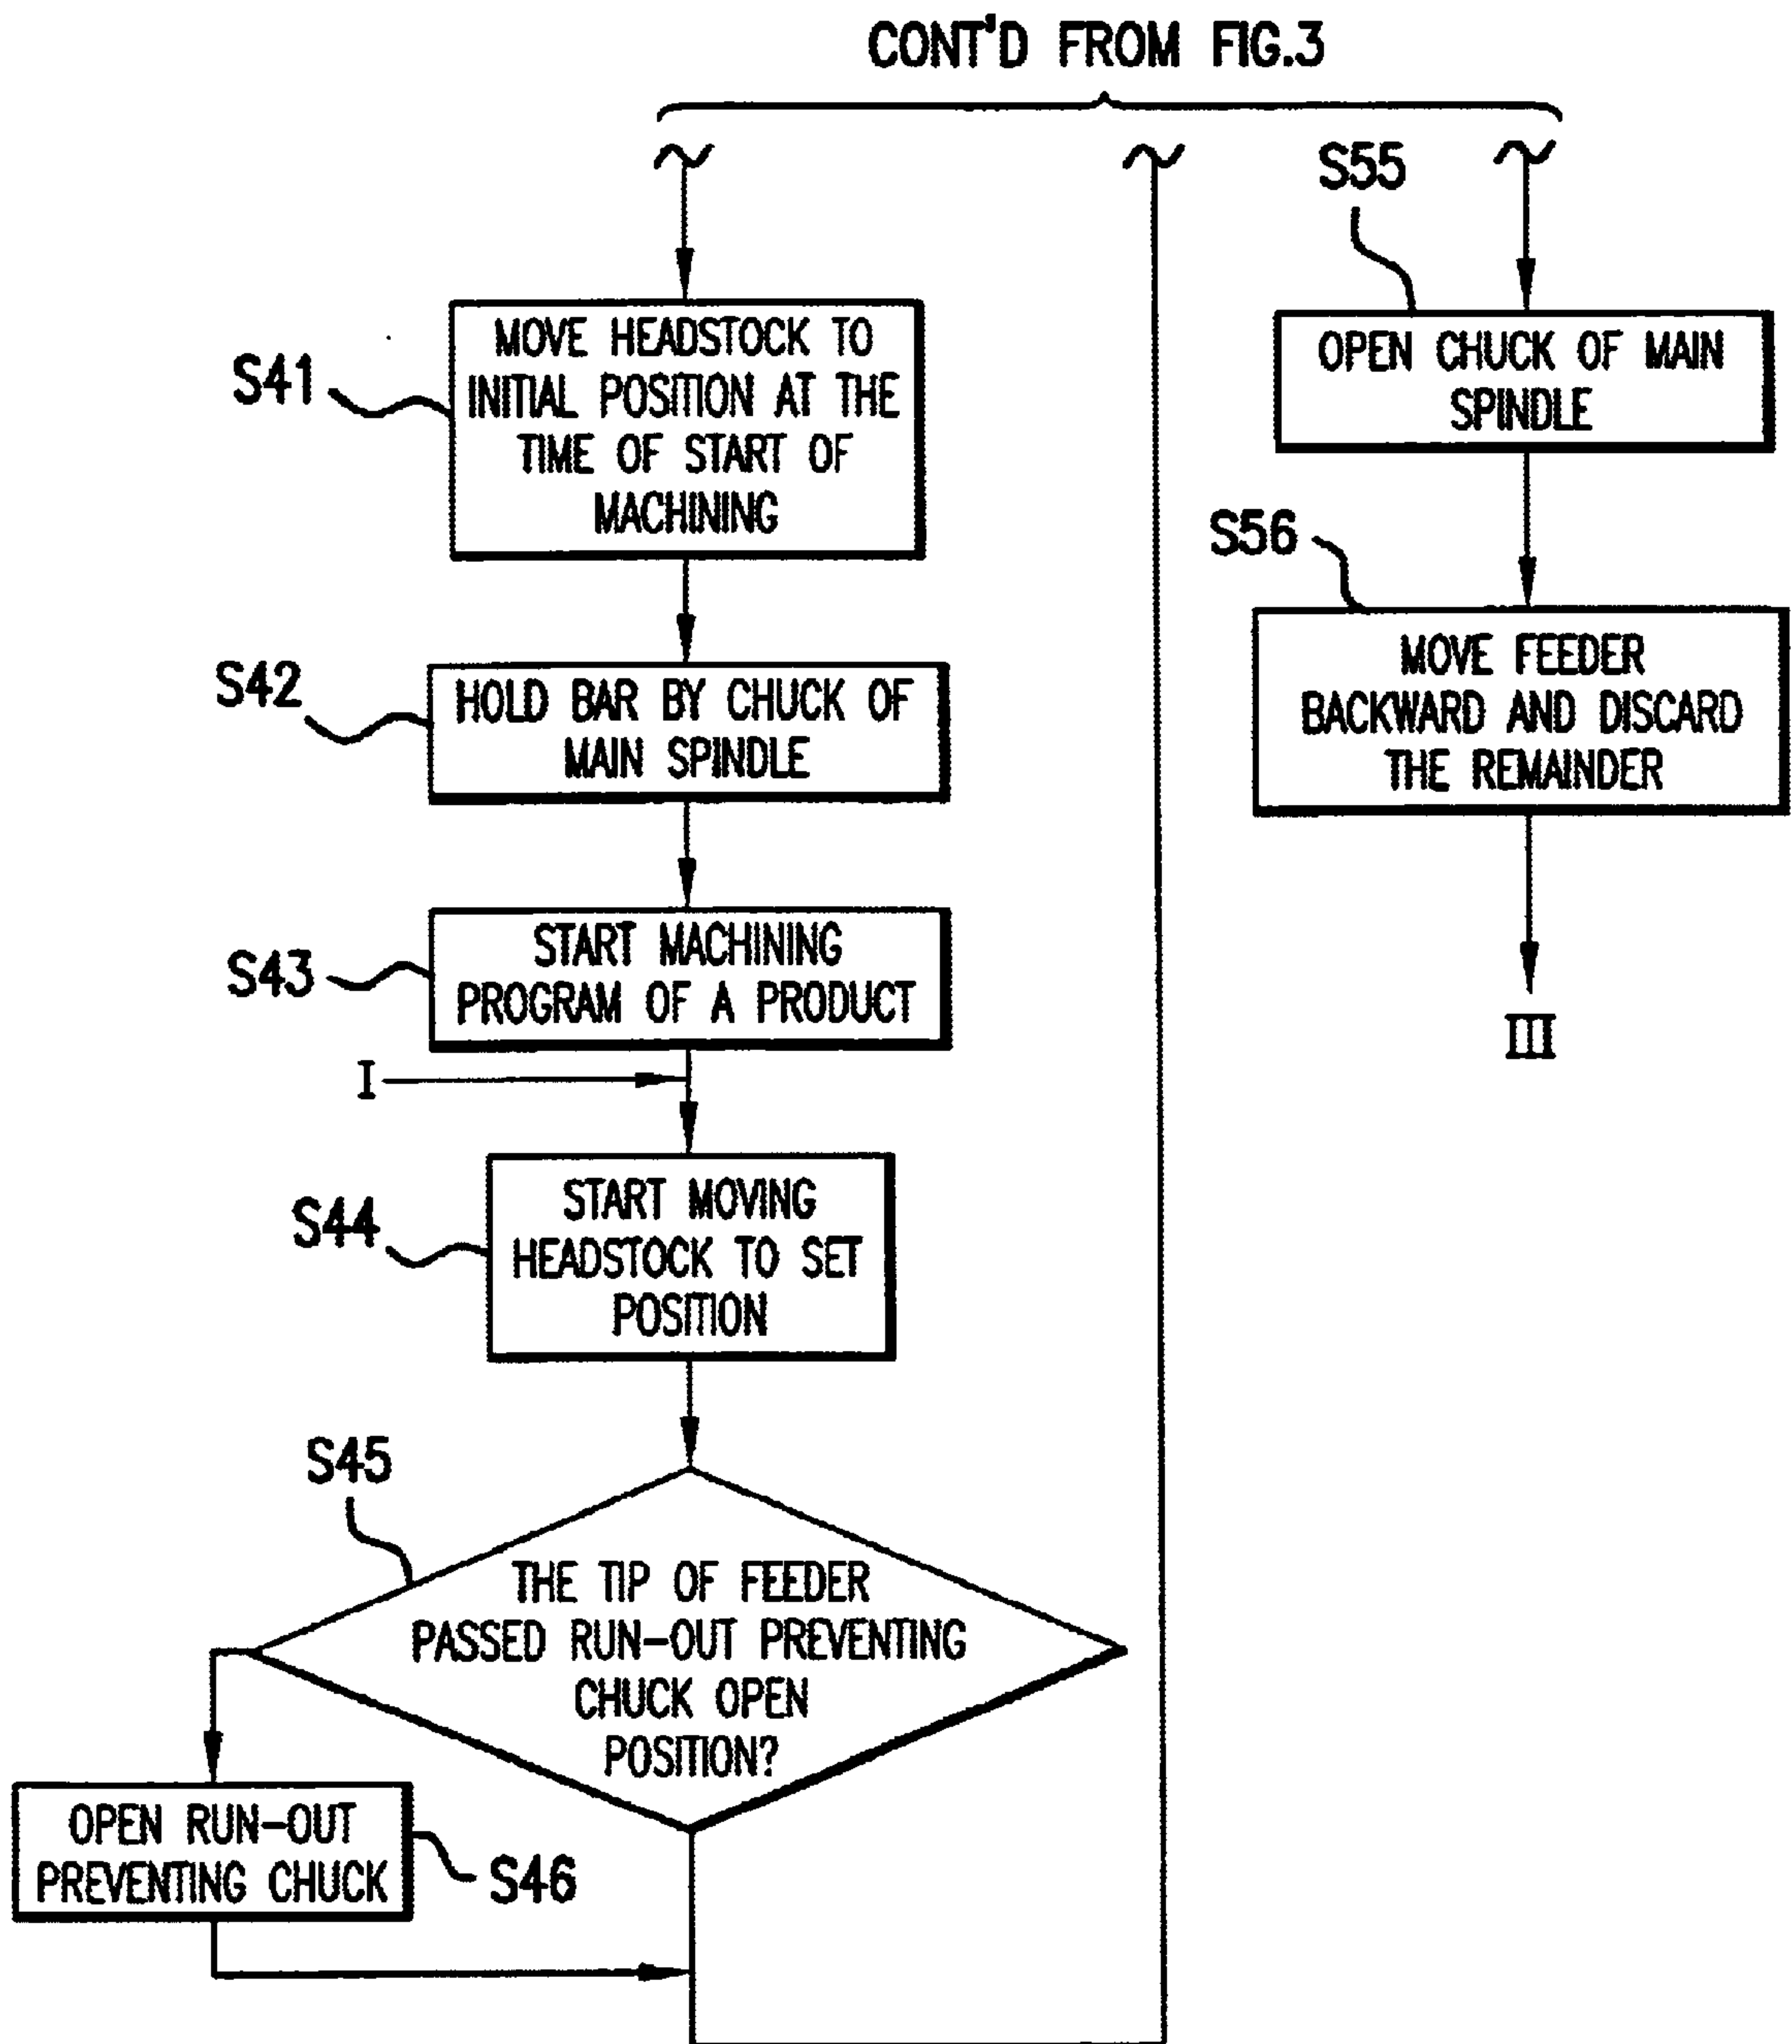 CONT'D FROM FIG.3
S41
MOVE HEADSTOCK TO
INITIAL POSITION AT THE
TIME OF START OF
MACHINING
S42
HOLD BAR BY CHUCK OF
MAIN SPINDLE
S43
START MACHINING
PROGRAM OF A PRODUCT
I
S44
START MOVING
HEADSTOCK TO SET
POSITION
S45
THE TIP OF FEEDER
PASSED RUN-OUT PREVENTING
CHUCK OPEN
POSITION?
OPEN RUN-OUT
PREVENTING CHUCK
S46
S55
OPEN CHUCK OF MAIN
SPINDLE
S56
MOVE FEEDER
BACKWARD AND DISCARD
THE REMAINDER
III